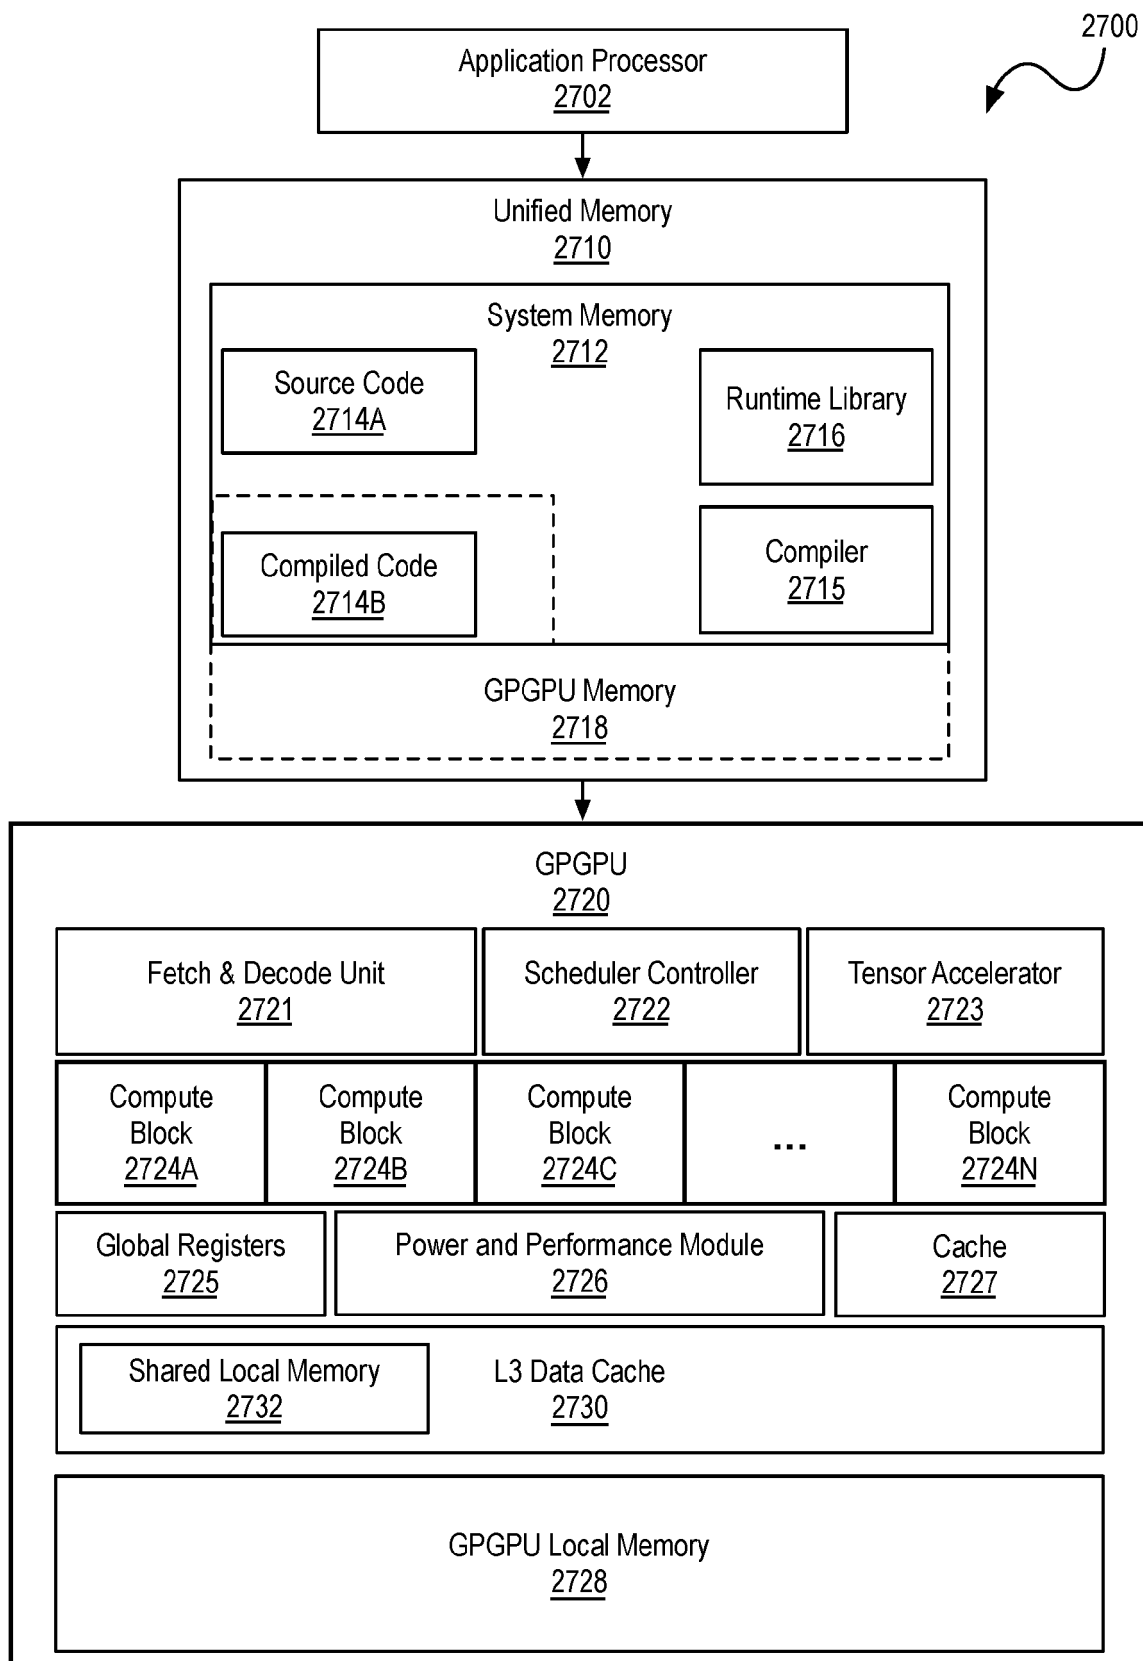 2700
Application Processor
2702
Unified Memory
2710
System Memory
2712
Source Code
2714A
Runtime Library
2716
Compiled Code
2714B
Compiler
2715
GPGPU Memory
2718
GPGPU
2720
Fetch & Decode Unit
2721
Scheduler Controller
2722
Tensor Accelerator
2723
Compute
Block
2724A
Compute
Block
2724B
Compute
Block
2724C
...
Compute
Block
2724N
Global Registers
2725
Power and Performance Module
2726
Cache
2727
Shared Local Memory
2732
L3 Data Cache
2730
GPGPU Local Memory
2728